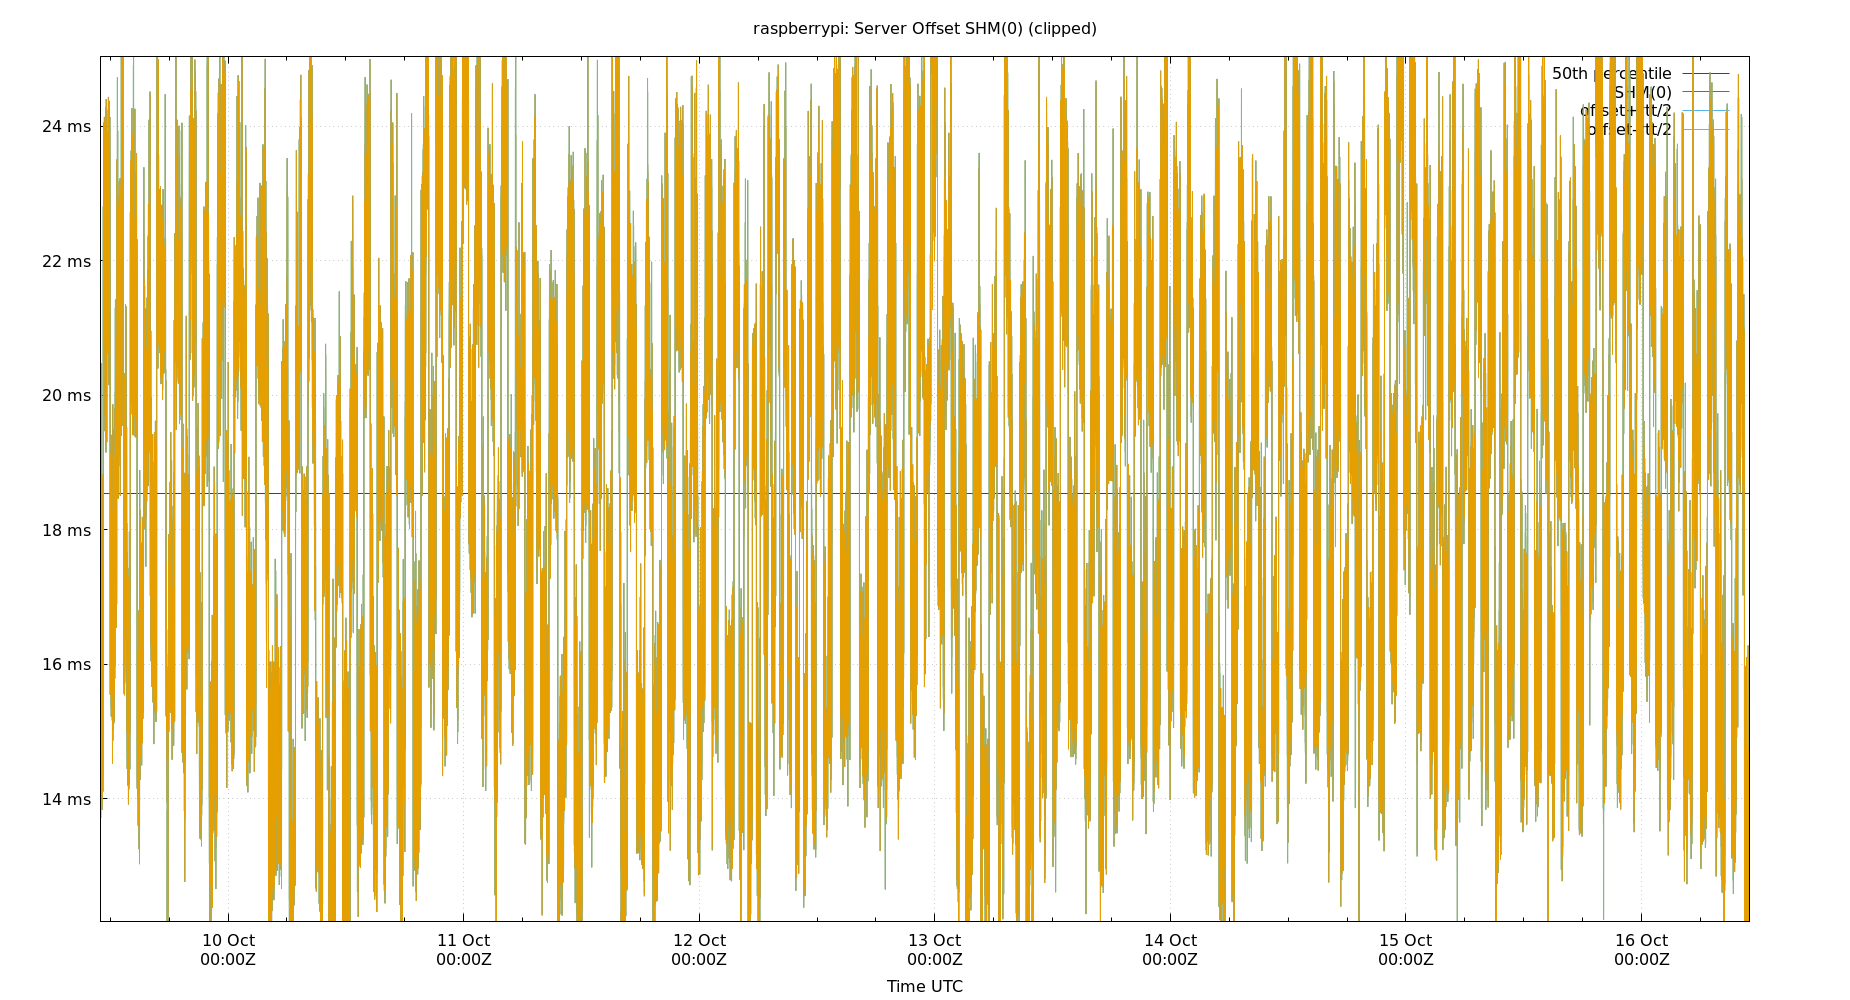 raspberrypi: Server Offset SHM(0) (clipped)
50th percentile
SHM(0)
offset+rtt/2
offset-rtt/2
24 ms
22 ms
20 ms
18 ms
16 ms
14 ms
10 Oct 11 Oct 12 Oct 13 Oct 14 Oct 15 Oct 16 Oct
00:00Z 00:00Z 00:00Z 00:00Z 00:00Z 00:00Z 00:00Z
Time UTC